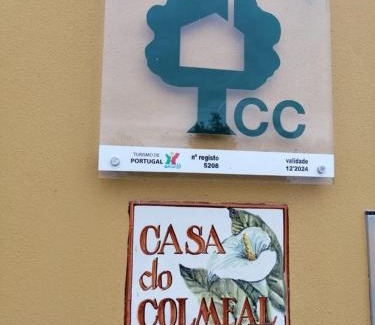 CC
TURISMO DE
PORTUGAL
nº registo
5208
validade
12'2024
CASA
do
COLMEAL